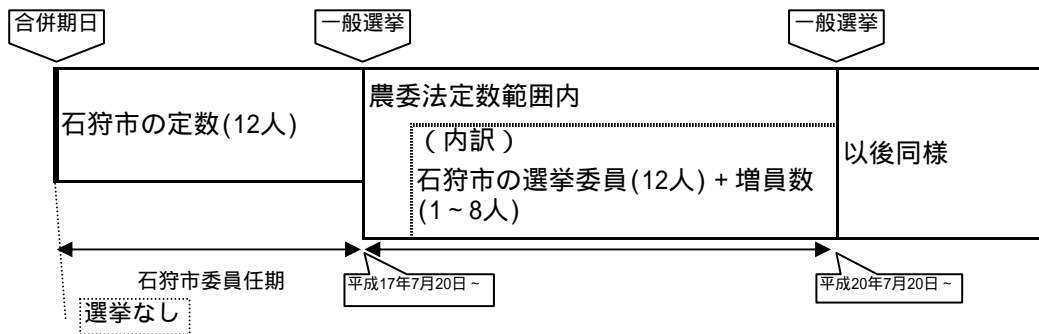 合併期日
一般選挙
一般選挙
石狩市の定数(12人)
農委法定数範囲内
（内訳）
石狩市の選挙委員(12人)+増員数
(1~8人)
以後同様
石狩市委員任期
平成17年7月20日~
平成20年7月20日~
選挙なし